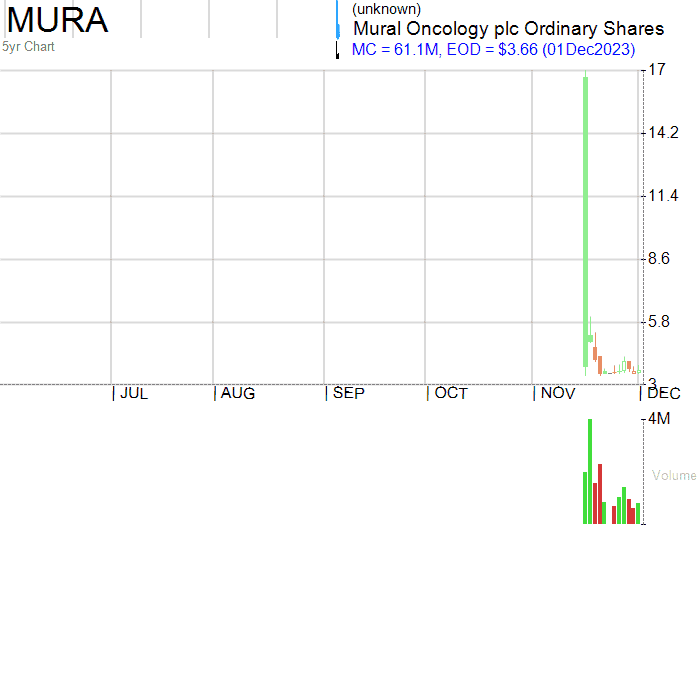 MURA
(unknown)
Mural Oncology plc Ordinary Shares
5yr Chart
MC = 61.1M, EOD = $3.66 (01Dec2023)
17
14.2
11.4
8.6
5.8
3
JUL AUG SEP OCT NOV DEC
4M
Volume